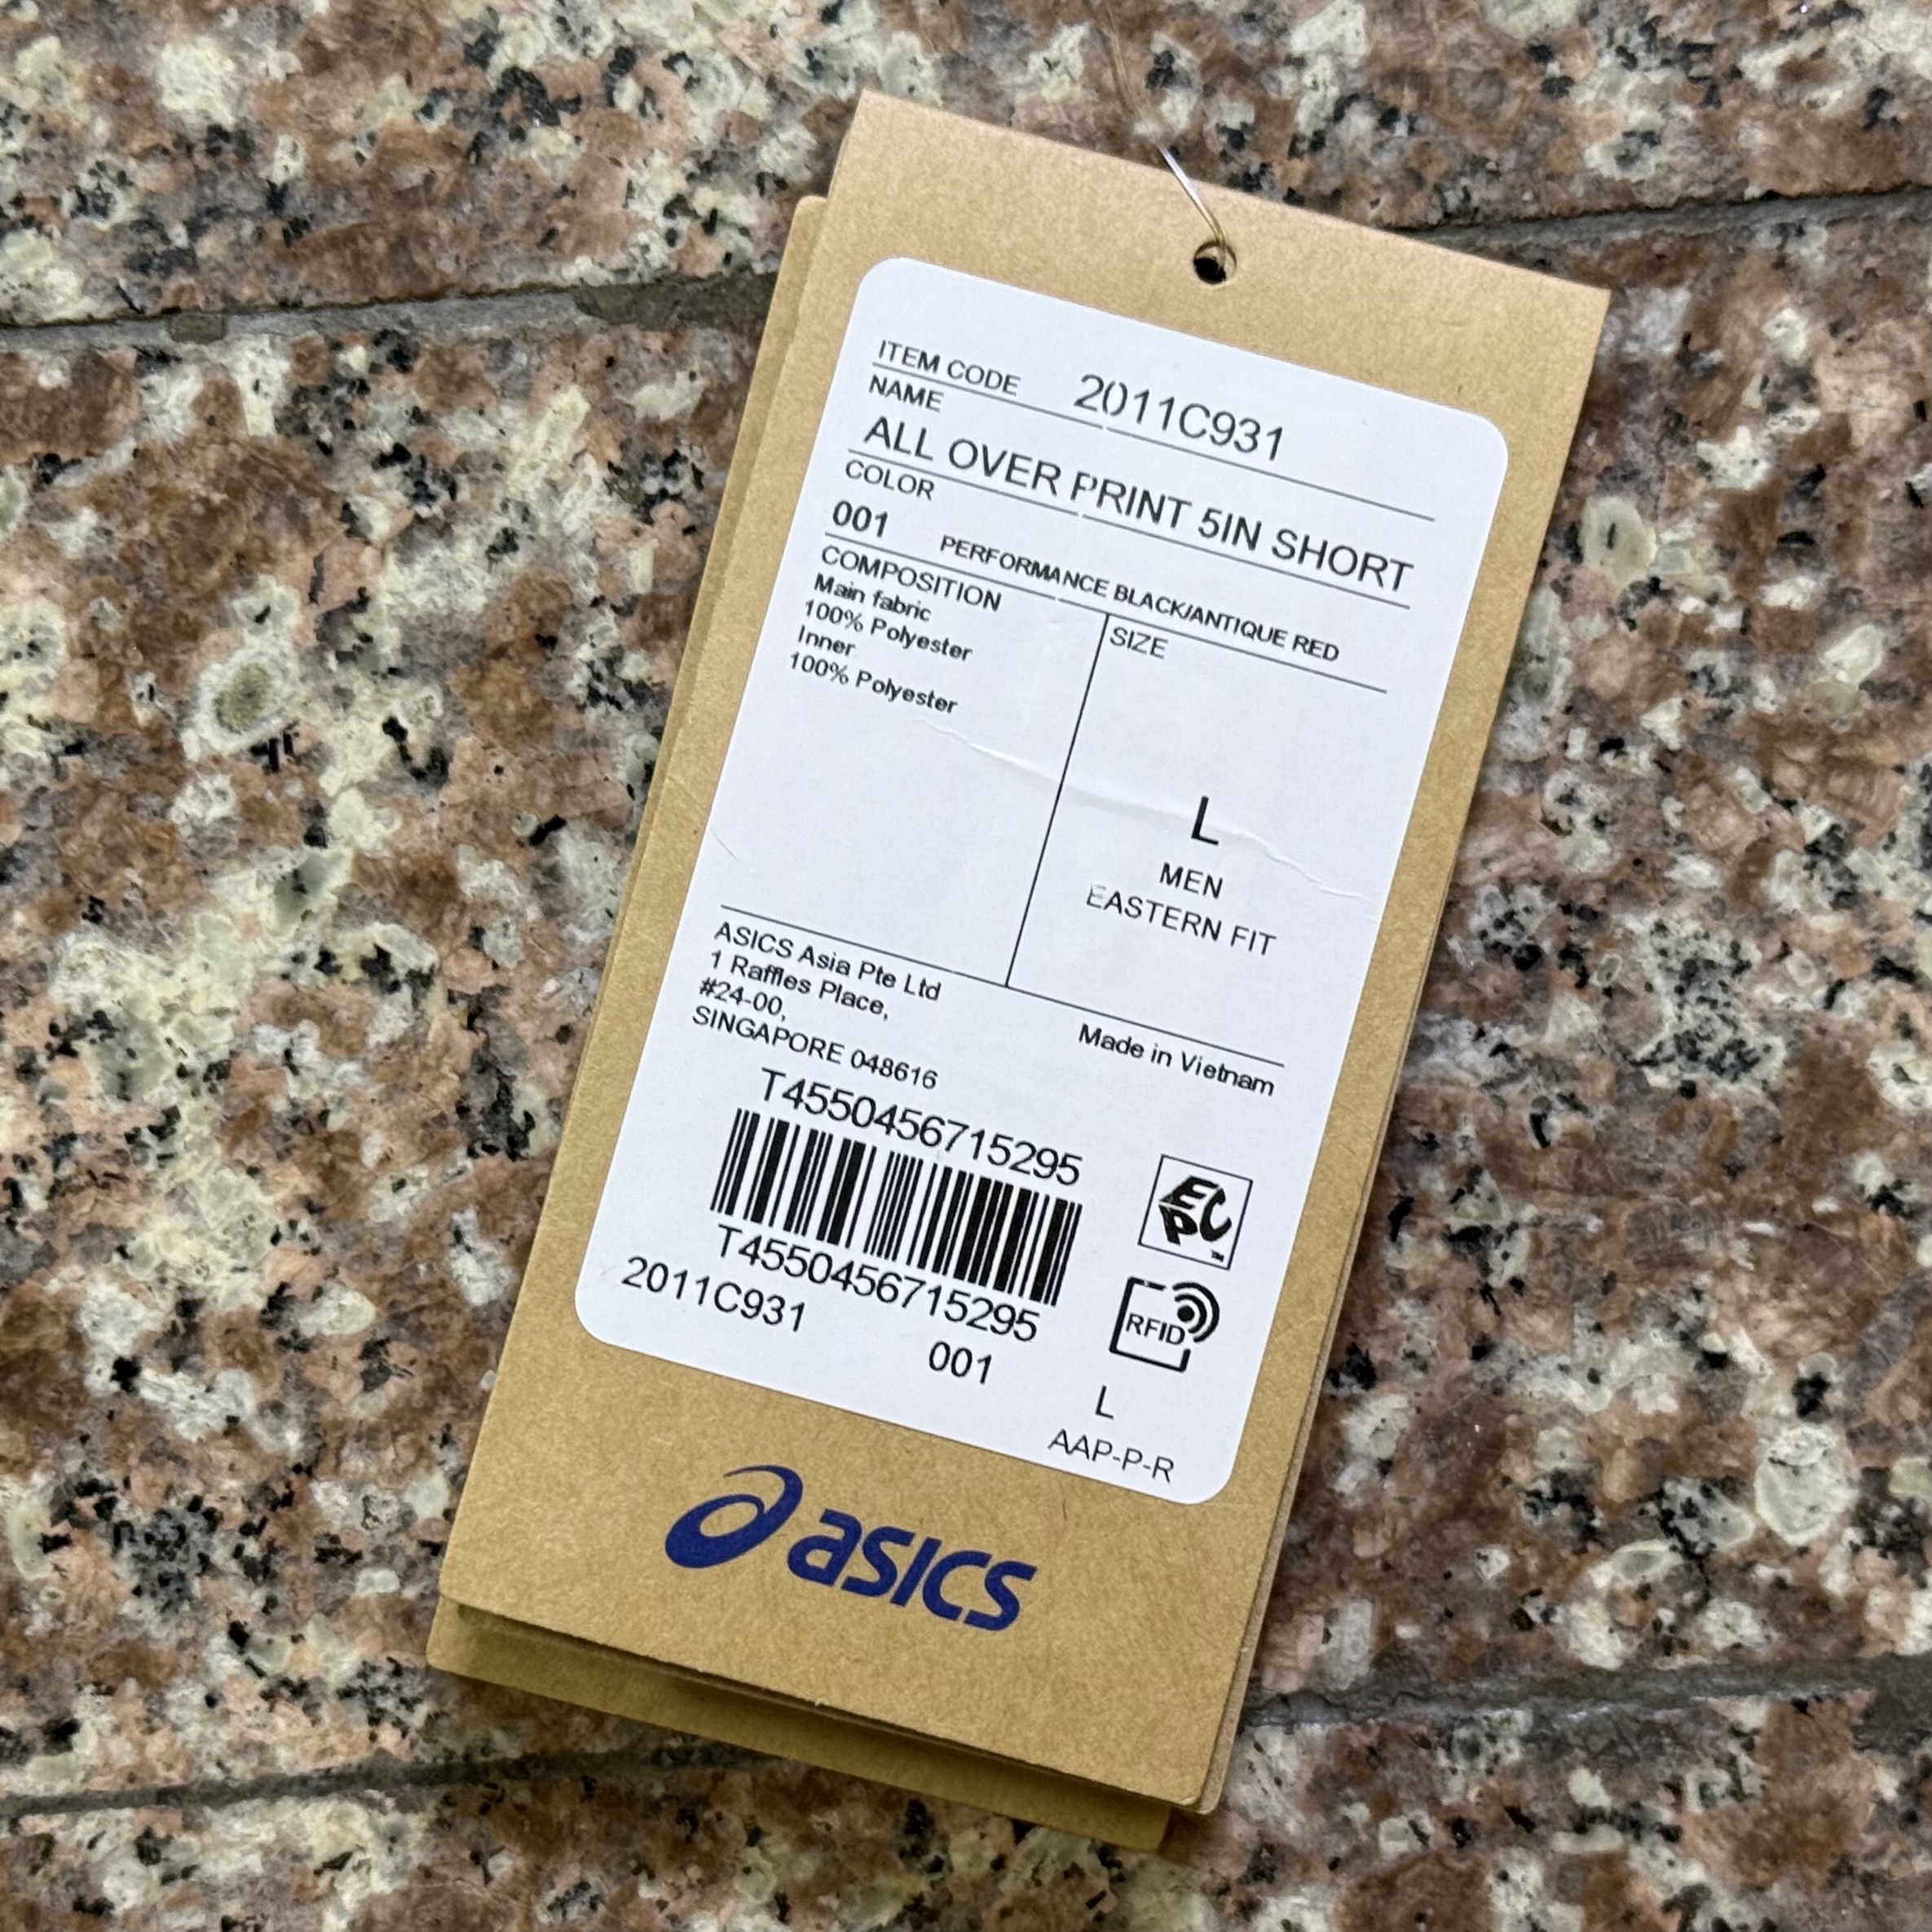 ITEM CODE 2011C931
NAME
ALL OVER PRINT 5IN SHORT
COLOR
001 PERFORMANCE BLACK/ANTIQUE RED
COMPOSITION
Main fabric
100% Polyester
Inner
100% Polyester
SIZE
L
MEN
EASTERN FIT
ASICS Asia Pte Ltd
1 Raffles Place,
#24-00,
SINGAPORE 048616
Made in Vietnam
T4550456715295
T4550456715295
2011C931 001 L
AAP-P-R
EPC
TM
RFID
asics